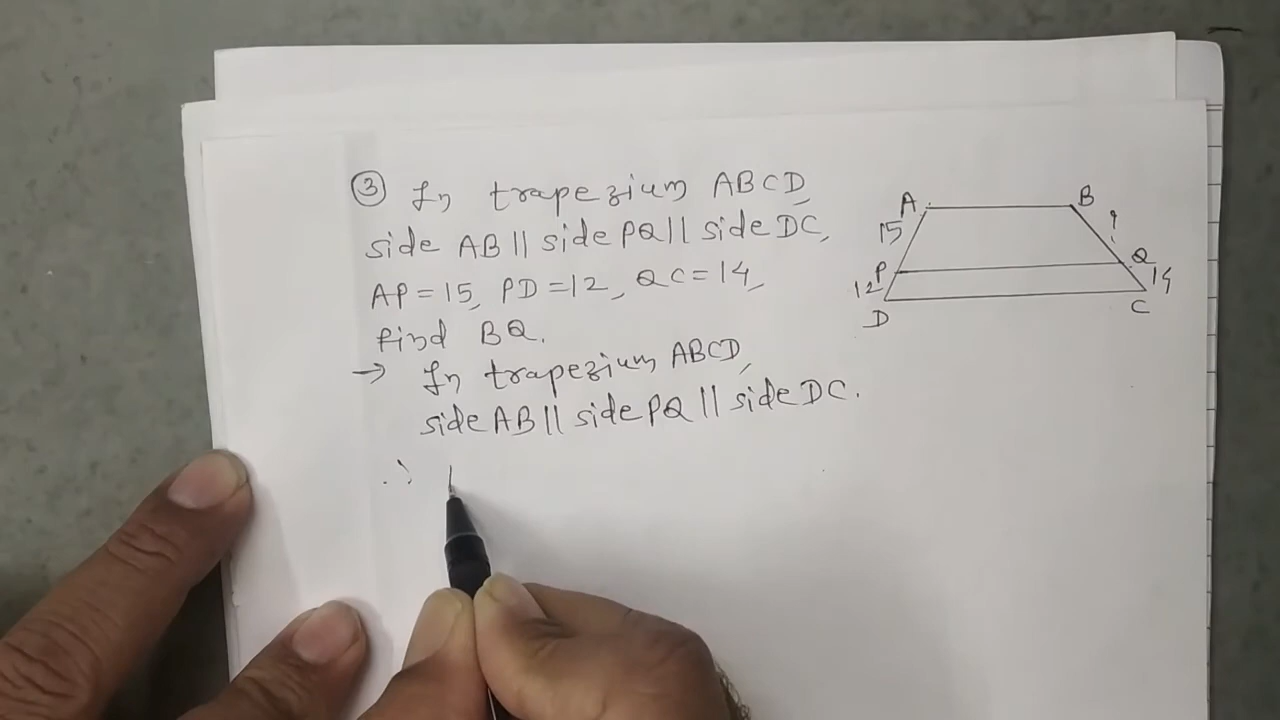 ③ In trapezium ABCD,
side AB || side PQ || side DC,
AP = 15, PD = 12, QC = 14,
find BQ.
→ In trapezium ABCD,
side AB || side PQ || side DC.
∴
A B
15 ?
P Q
12 14
D C